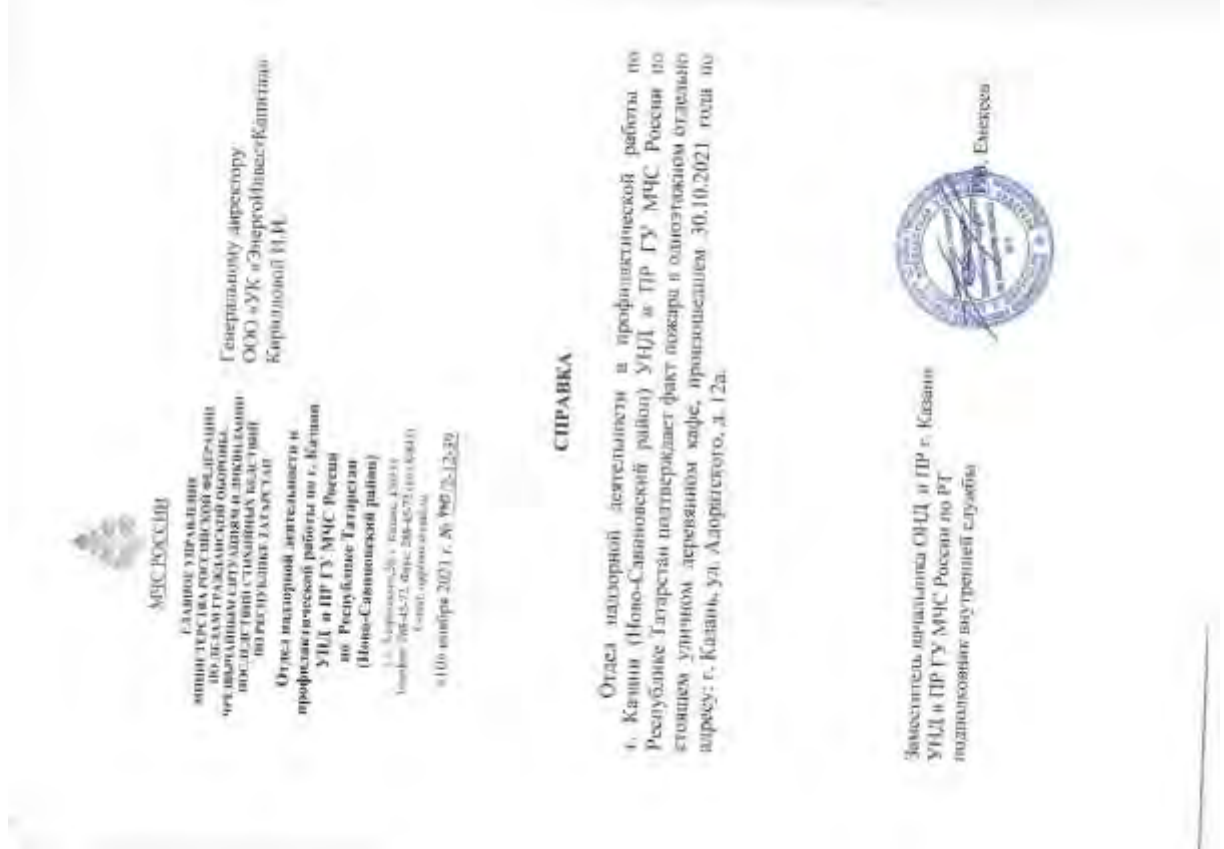 МЧС РОССИИ
ГЛАВНОЕ УПРАВЛЕНИЕ
МИНИСТЕРСТВА РОССИЙСКОЙ ФЕДЕРАЦИИ
ПО ДЕЛАМ ГРАЖДАНСКОЙ ОБОРОНЫ,
ЧРЕЗВЫЧАЙНЫМ СИТУАЦИЯМ И ЛИКВИДАЦИИ
ПОСЛЕДСТВИЙ СТИХИЙНЫХ БЕДСТВИЙ
ПО РЕСПУБЛИКЕ ТАТАРСТАН
Отдел надзорной деятельности и
профилактической работы по г. Казани
УНД и ПР ГУ МЧС России
по Республике Татарстан
(Ново-Савиновский район)
«10» ноября 2021 г. №
Генеральному директору
ООО «УК «ЭнергоИнвестКапитал»
Кирилловой И.И.
СПРАВКА
Отдел надзорной деятельности и профилактической работы по
г. Казани (Ново-Савиновский район) УНД и ПР ГУ МЧС России по
Республике Татарстан подтверждает факт пожара в одноэтажном отдельно
стоящем уличном деревянном кафе, произошедшем 30.10.2021 года по
адресу: г. Казань, ул. Адоратского, д. 12а.
Заместитель начальника ОНД и ПР г. Казани
УНД и ПР ГУ МЧС России по РТ
подполковник внутренней службы
Емекеев